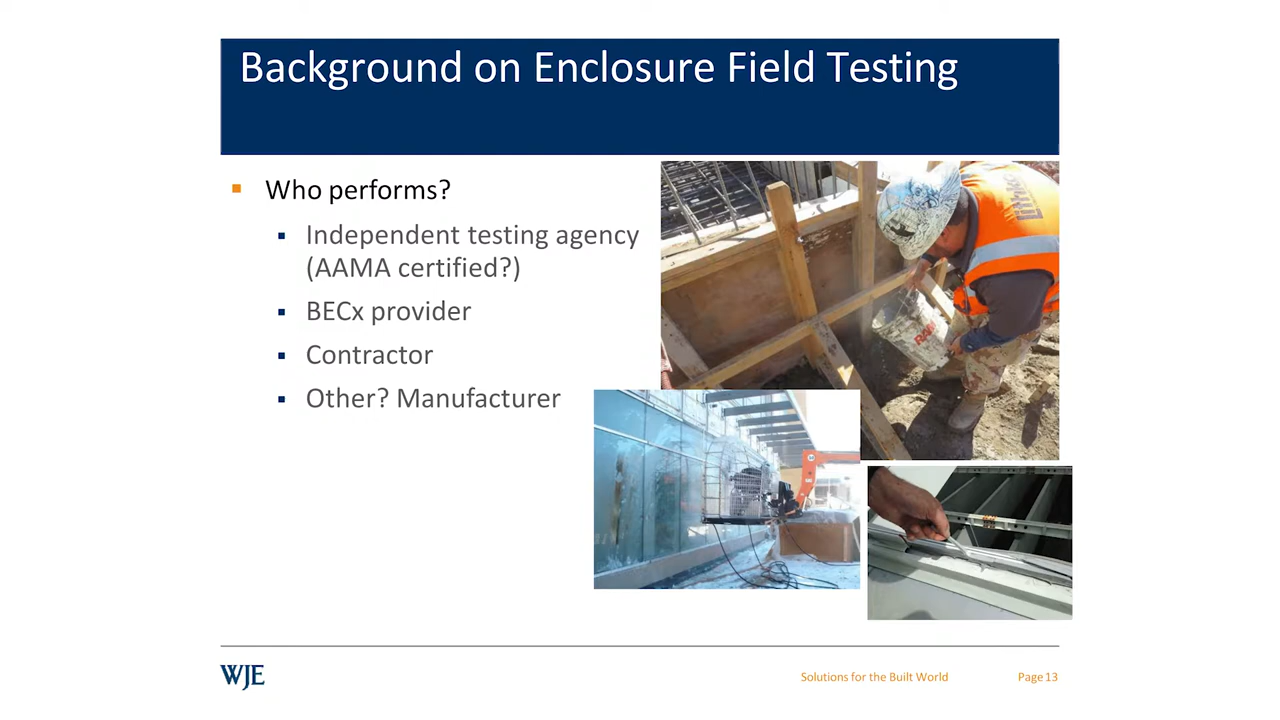 Background on Enclosure Field Testing
Who performs?
Independent testing agency
(AAMA certified?)
BECx provider
Contractor
Other? Manufacturer
WJE
Solutions for the Built World
Page 13